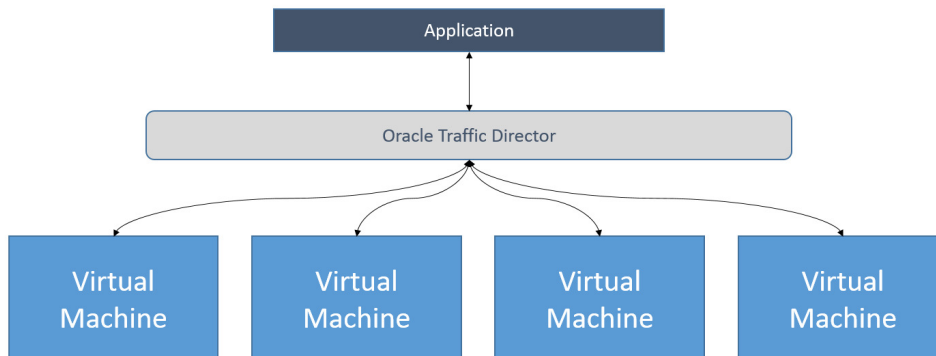 Application
Oracle Traffic Director
Virtual
Machine
Virtual
Machine
Virtual
Machine
Virtual
Machine